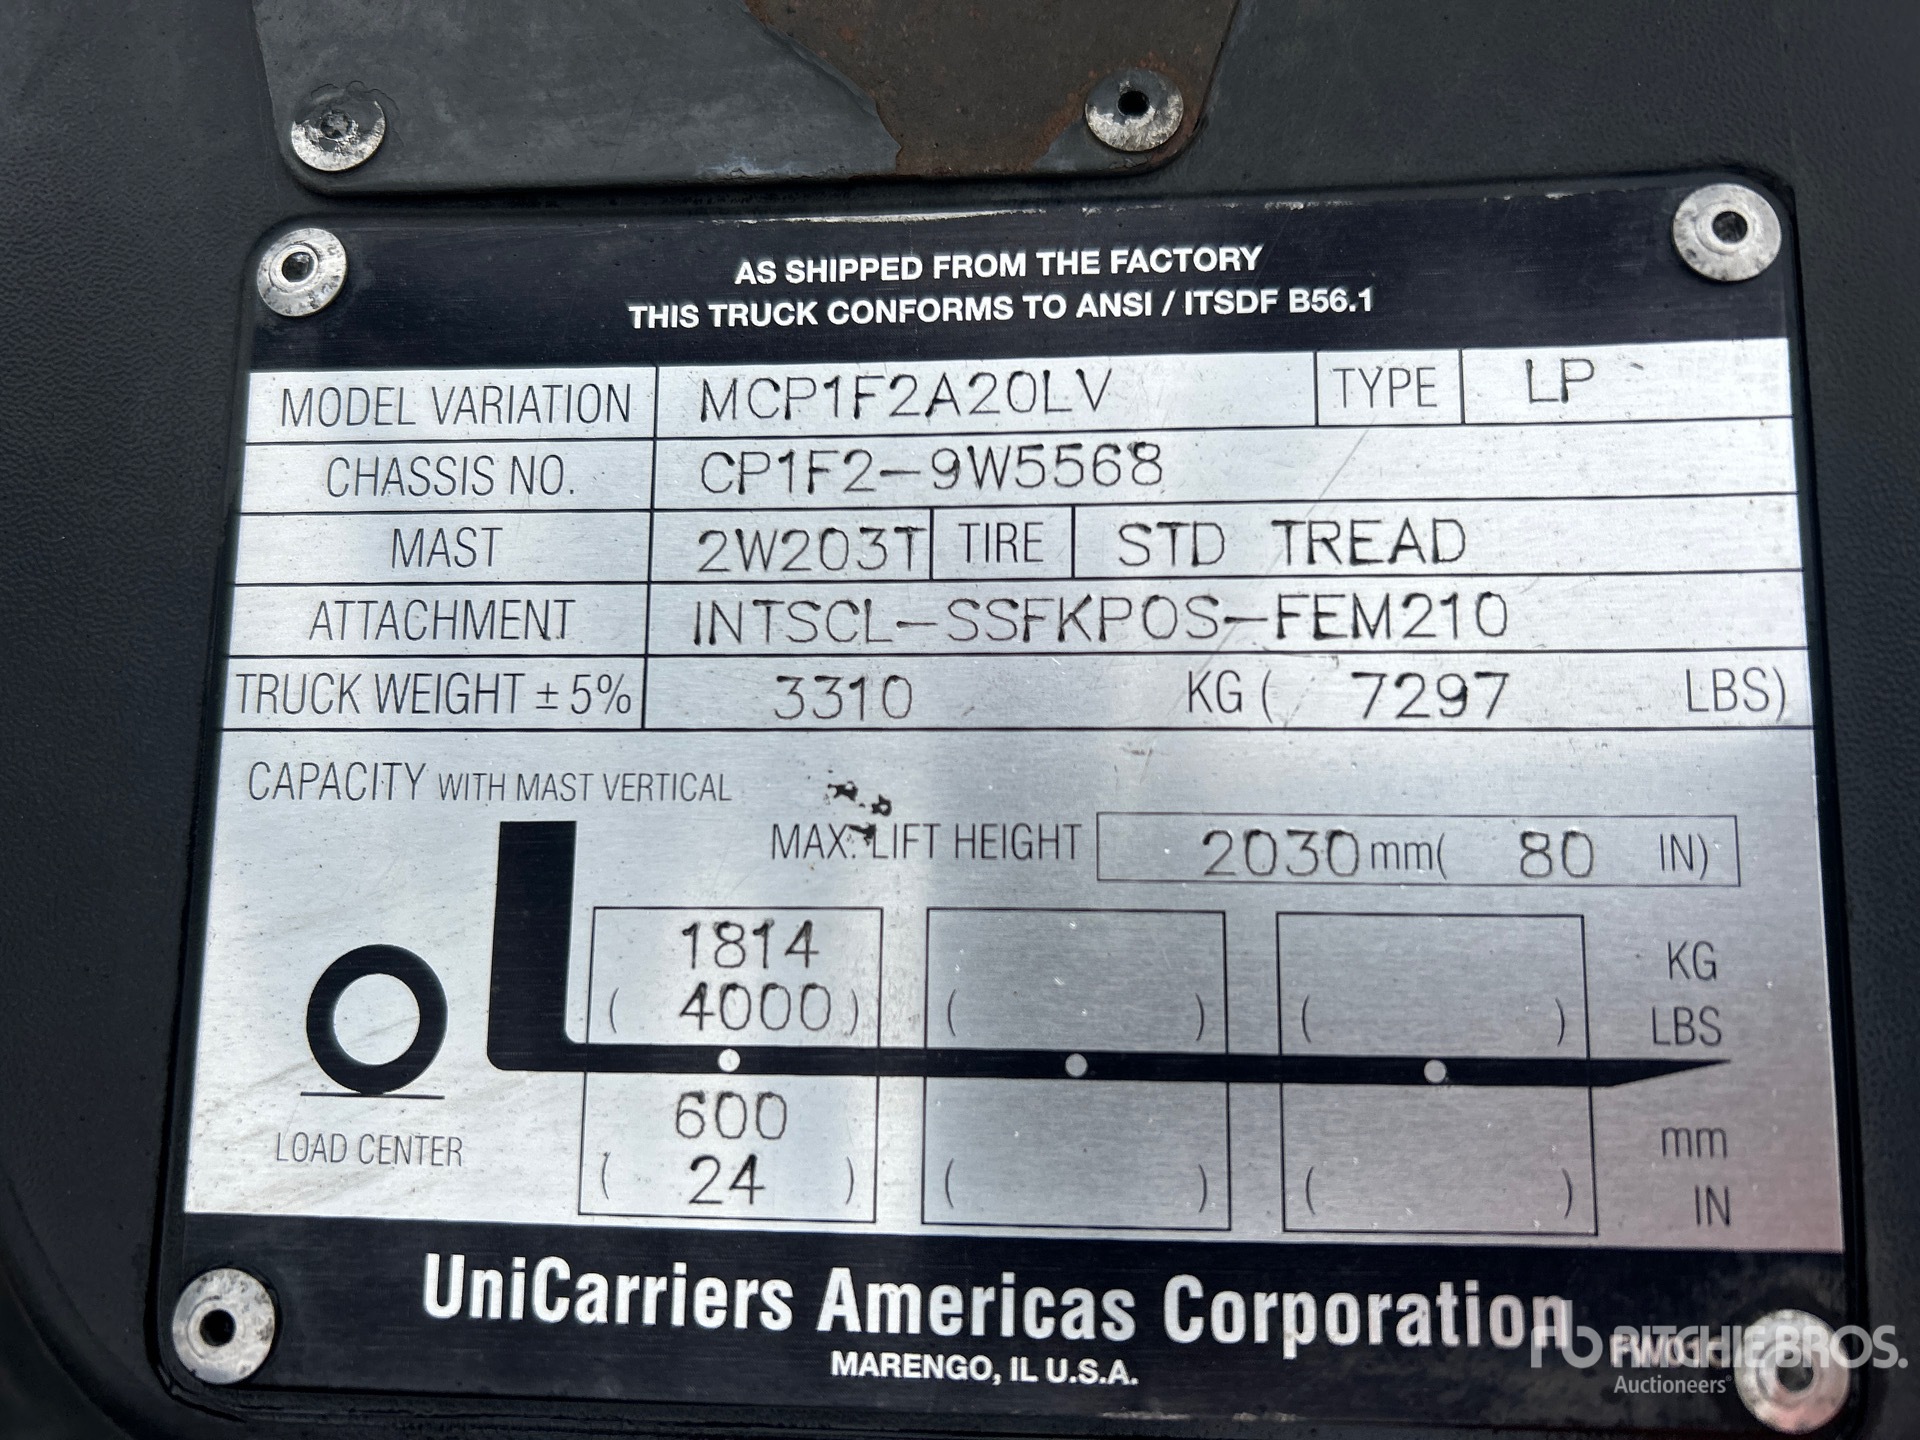 AS SHIPPED FROM THE FACTORY
THIS TRUCK CONFORMS TO ANSI / ITSDF B56.1
MODEL VARIATION MCP1F2A20LV TYPE LP
CHASSIS NO. CP1F2-9W5568
MAST 2W203T TIRE STD TREAD
ATTACHMENT INTSCL-SSFKPOS-FEM210
TRUCK WEIGHT ± 5% 3310 KG ( 7297 LBS)
CAPACITY WITH MAST VERTICAL
MAX. LIFT HEIGHT 2030 mm( 80 IN)
1814 KG
( 4000 ) ( ) ( ) LBS
600 mm
LOAD CENTER
( 24 ) ( ) ( ) IN
UniCarriers Americas Corporation
MARENGO, IL U.S.A.
RITCHIE BROS.
Auctioneers